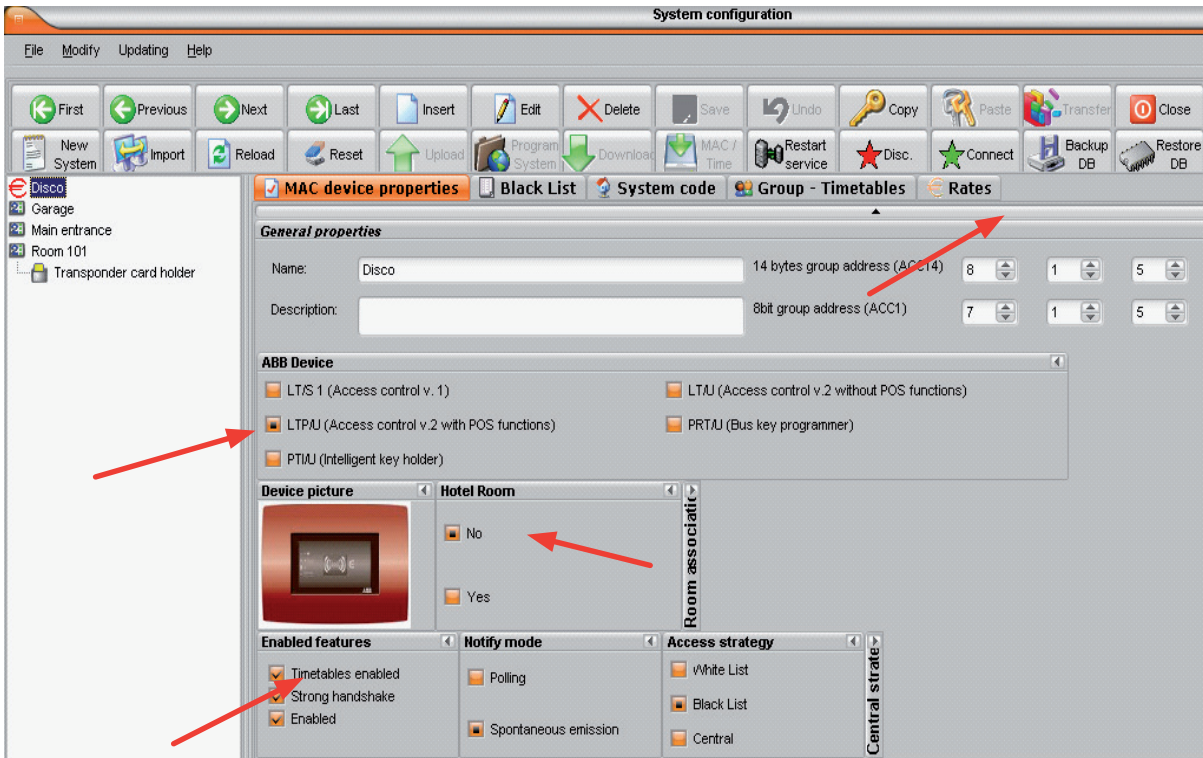 System configuration
File Modify Updating Help
First Previous Next Last Insert Edit Delete Save Undo Copy Paste Transfer Close
New System Import Reload Reset Upload Program System Download MAC / Time Restart service Disc. Connect Backup DB Restore DB
Disco
Garage
Main entrance
Room 101
Transponder card holder
MAC device properties Black List System code Group - Timetables Rates
General properties
Name: Disco 14 bytes group address (ACC14) 8 1 5
Description: 8bit group address (ACC1) 7 1 5
ABB Device
LT/S 1 (Access control v. 1) LT/U (Access control v.2 without POS functions)
LTP/U (Access control v.2 with POS functions) PRT/U (Bus key programmer)
PTI/U (Intelligent key holder)
Device picture Hotel Room Room associatic
No
ABB
Yes
Enabled features Notify mode Access strategy Central strate
Timetables enabled Polling White List
Strong handshake
Enabled Spontaneous emission Black List
Central